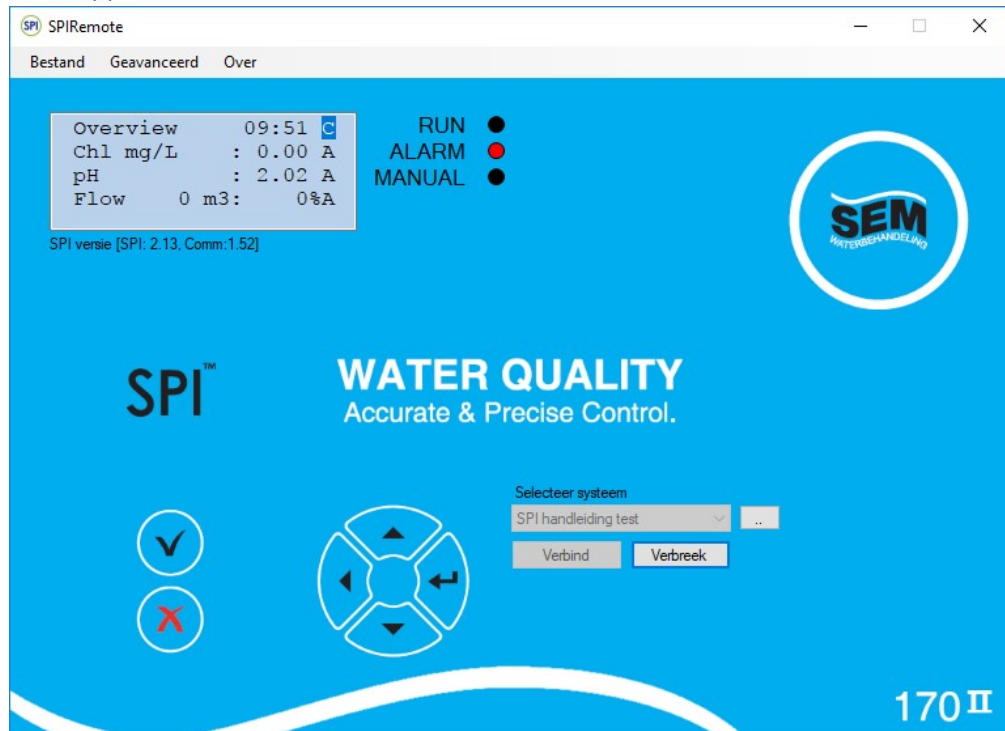 SPI SPIRemote
Bestand Geavanceerd Over
Overview 09:51 C
Chl mg/L : 0.00 A
pH : 2.02 A
Flow 0 m3: 0%A
RUN
ALARM
MANUAL
SPI versie [SPI: 2.13, Comm:1.52]
SEM
WATERBEHANDELING
SPI™
WATER QUALITY
Accurate & Precise Control.
Selecteer systeem
SPI handleiding test
..
Verbind Verbreek
170 II